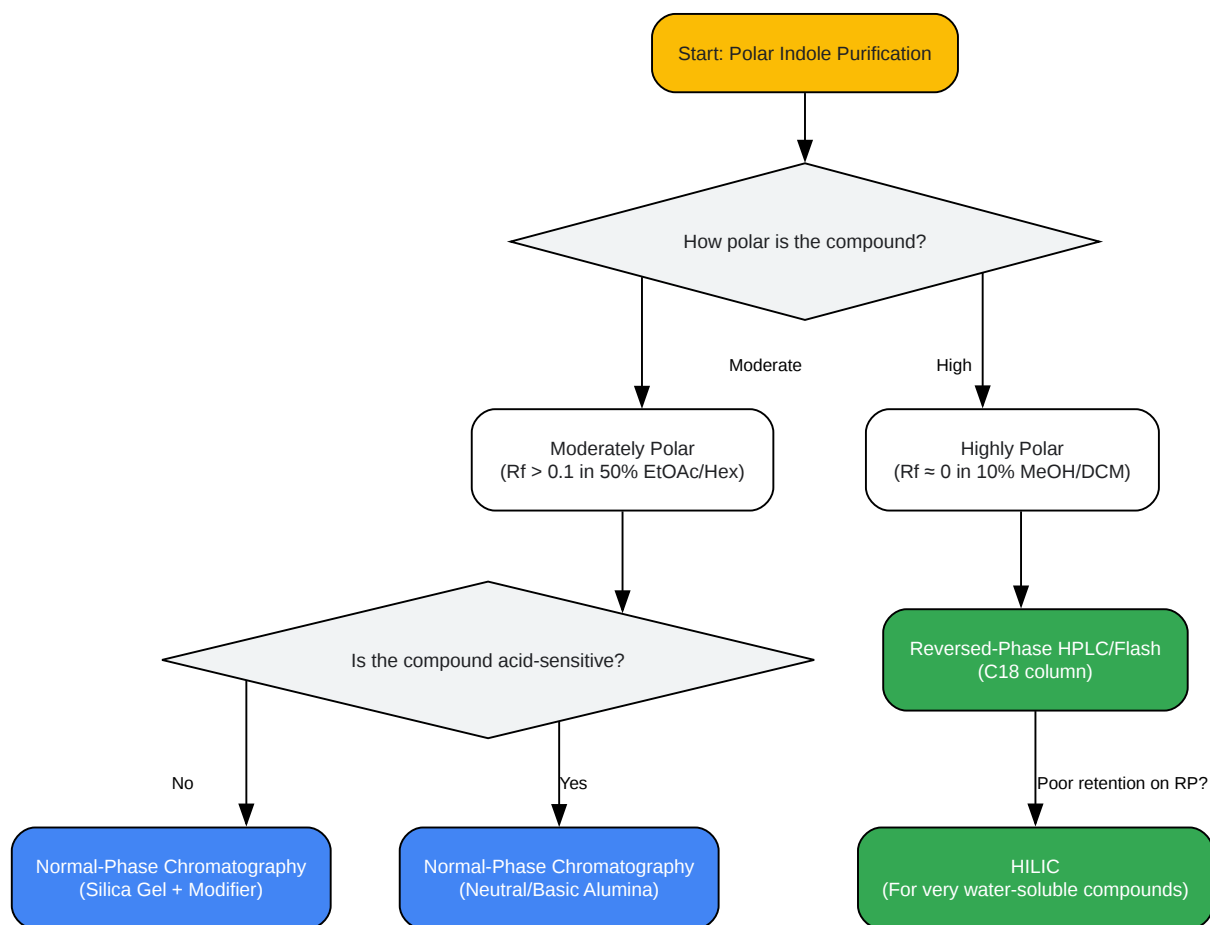 Start: Polar Indole Purification
How polar is the compound?
Moderate
High
Moderately Polar
(Rf > 0.1 in 50% EtOAc/Hex)
Highly Polar
(Rf ≈ 0 in 10% MeOH/DCM)
Is the compound acid-sensitive?
Reversed-Phase HPLC/Flash
(C18 column)
No
Yes
Poor retention on RP?
Normal-Phase Chromatography
(Silica Gel + Modifier)
Normal-Phase Chromatography
(Neutral/Basic Alumina)
HILIC
(For very water-soluble compounds)